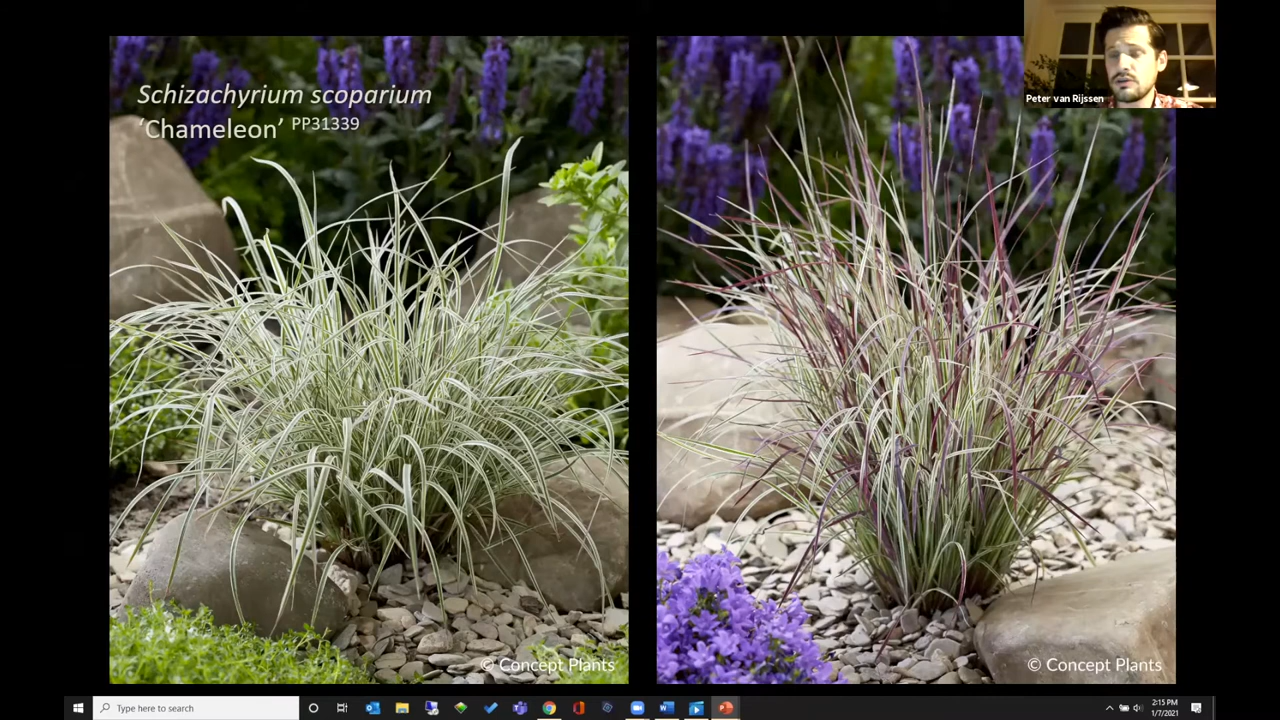 Schizachyrium scoparium
‘Chameleon’ PP31339
Peter van Rijssen
© Concept Plants
© Concept Plants
Type here to search
2:15 PM
1/7/2021